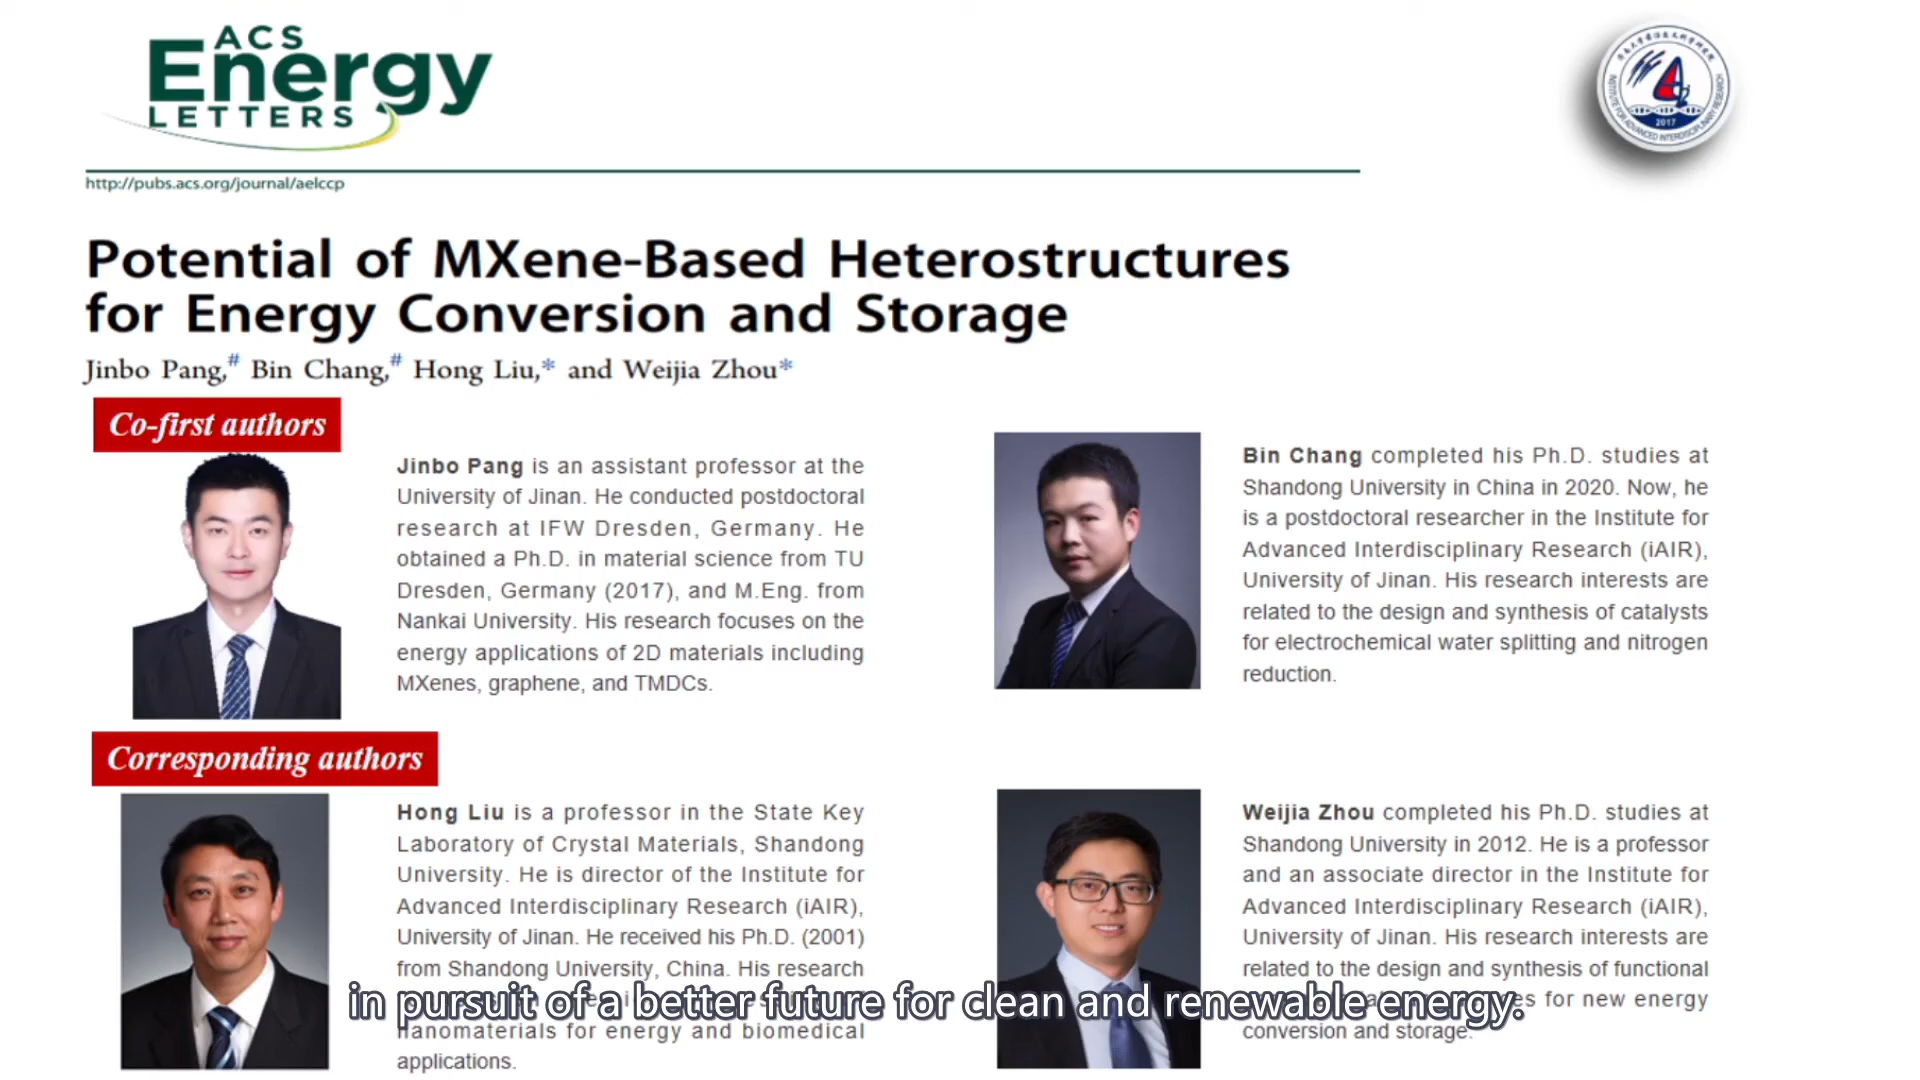 ACS
Energy
LETTERS
INSTITUTE FOR ADVANCED INTERDISCIPLINARY RESEARCH
2017
http://pubs.acs.org/journal/aelccp
Potential of MXene-Based Heterostructures
for Energy Conversion and Storage
Jinbo Pang,# Bin Chang,# Hong Liu,* and Weijia Zhou*
Co-first authors
Jinbo Pang is an assistant professor at the
University of Jinan. He conducted postdoctoral
research at IFW Dresden, Germany. He
obtained a Ph.D. in material science from TU
Dresden, Germany (2017), and M.Eng. from
Nankai University. His research focuses on the
energy applications of 2D materials including
MXenes, graphene, and TMDCs.
Bin Chang completed his Ph.D. studies at
Shandong University in China in 2020. Now, he
is a postdoctoral researcher in the Institute for
Advanced Interdisciplinary Research (iAIR),
University of Jinan. His research interests are
related to the design and synthesis of catalysts
for electrochemical water splitting and nitrogen
reduction.
Corresponding authors
Hong Liu is a professor in the State Key
Laboratory of Crystal Materials, Shandong
University. He is director of the Institute for
Advanced Interdisciplinary Research (iAIR),
University of Jinan. He received his Ph.D. (2001)
from Shandong University, China. His research
nanomaterials for energy and biomedical
applications.
Weijia Zhou completed his Ph.D. studies at
Shandong University in 2012. He is a professor
and an associate director in the Institute for
Advanced Interdisciplinary Research (iAIR),
University of Jinan. His research interests are
related to the design and synthesis of functional
for new energy
conversion and storage.
in pursuit of a better future for clean and renewable energy.